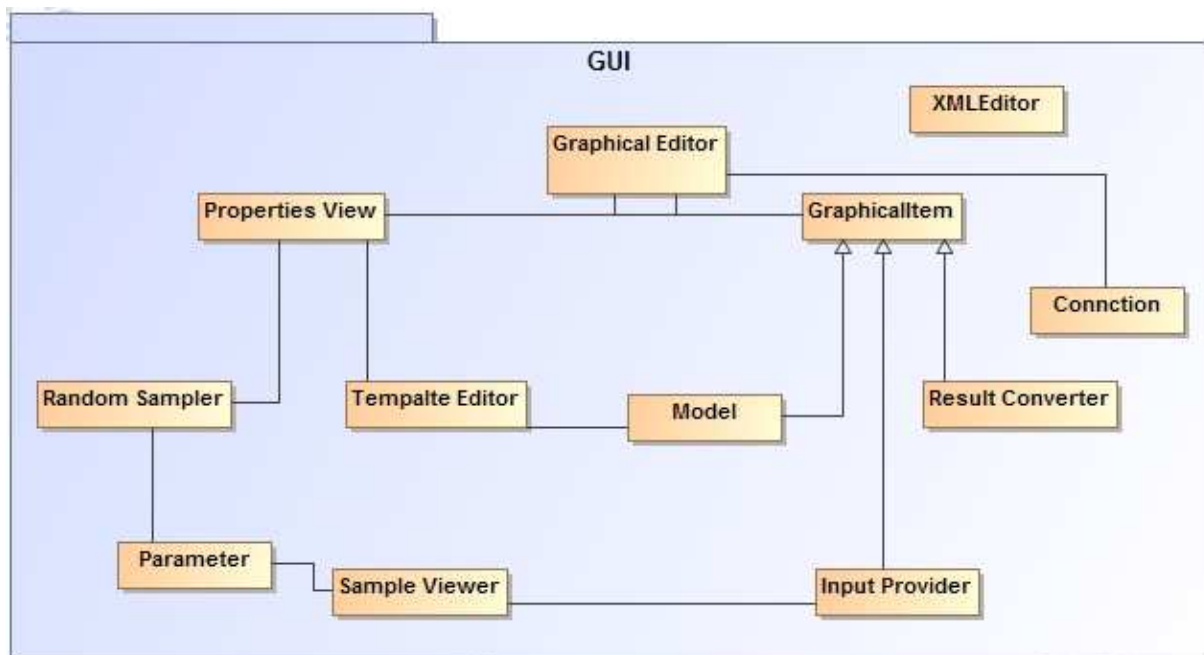 GUI
XMLEditor
Graphical Editor
Properties View
GraphicalItem
Connction
Random Sampler
Tempalte Editor
Model
Result Converter
Parameter
Sample Viewer
Input Provider